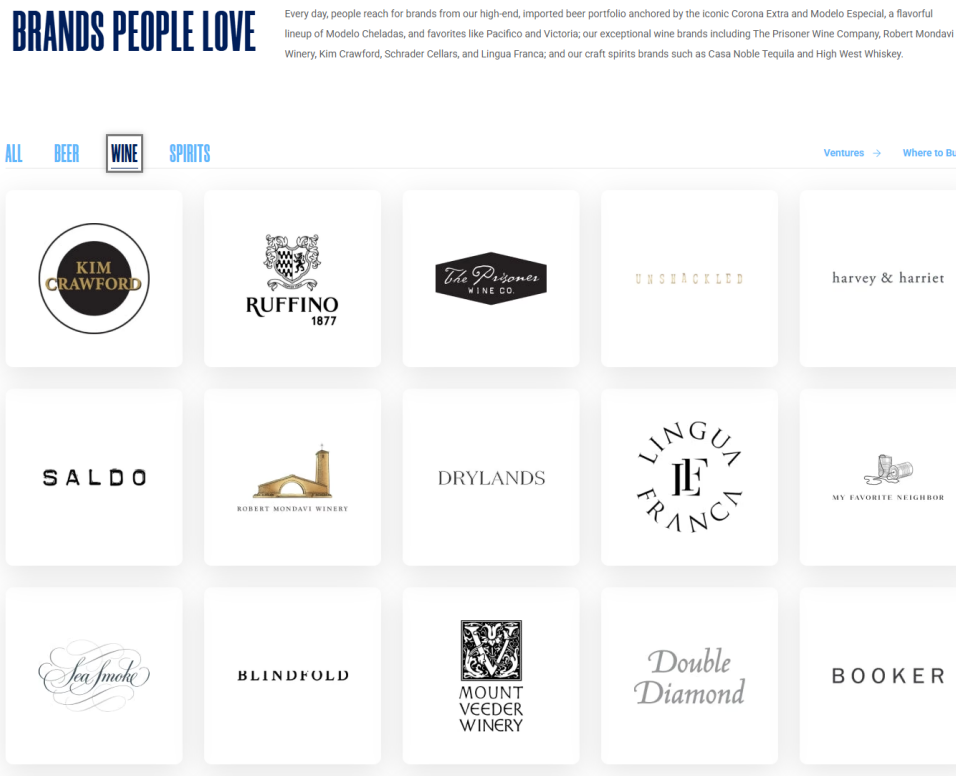 BRANDS PEOPLE LOVE
Every day, people reach for brands from our high-end, imported beer portfolio anchored by the iconic Corona Extra and Modelo Especial, a flavorful
lineup of Modelo Cheladas, and favorites like Pacifico and Victoria; our exceptional wine brands including The Prisoner Wine Company, Robert Mondavi
Winery, Kim Crawford, Schrader Cellars, and Lingua Franca; and our craft spirits brands such as Casa Noble Tequila and High West Whiskey.
ALL BEER WINE SPIRITS Ventures → Where to Bu
KIM
CRAWFORD
RUFFINO
1877
The Prisoner
WINE CO.
UNSHACKLED
harvey & harriet
SALDO
ROBERT MONDAVI WINERY
DRYLANDS
LINGUA
LF
FRANCA
MY FAVORITE NEIGHBOR
Sea Smoke
BLINDFOLD
MOUNT
VEEDER
WINERY
Double
Diamond
BOOKER